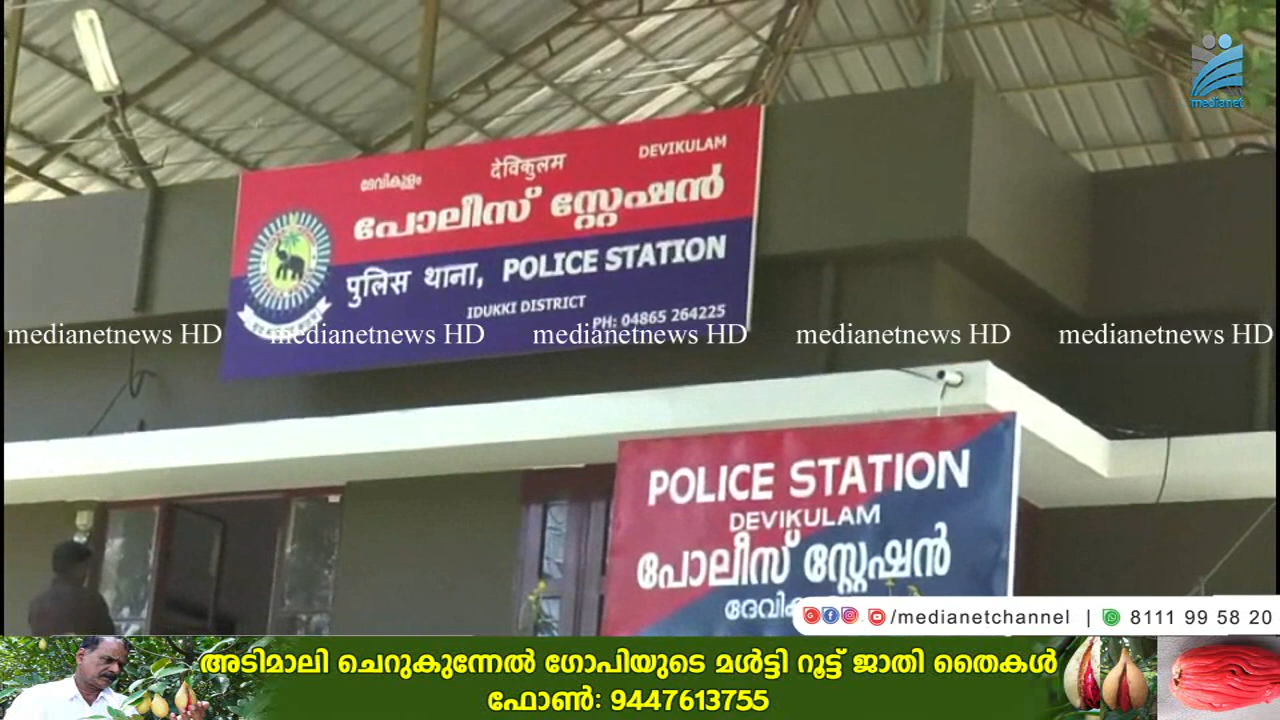 medianet
ദേവികുളം देविकुलम DEVIKULAM
പോലീസ് സ്റ്റേഷൻ
पुलिस थाना, POLICE STATION
IDUKKI DISTRICT
PH: 04865 264225
medianetnews HD medianetnews HD medianetnews HD medianetnews HD medianetnews HD
POLICE STATION
DEVIKULAM
പോലീസ് സ്റ്റേഷൻ
/medianetchannel | 8111 99 58 20
അടിമാലി ചെറുകുന്നേൽ ഗോപിയുടെ മൾട്ടി റൂട്ട് ജാതി തൈകൾ
ഫോൺ: 9447613755